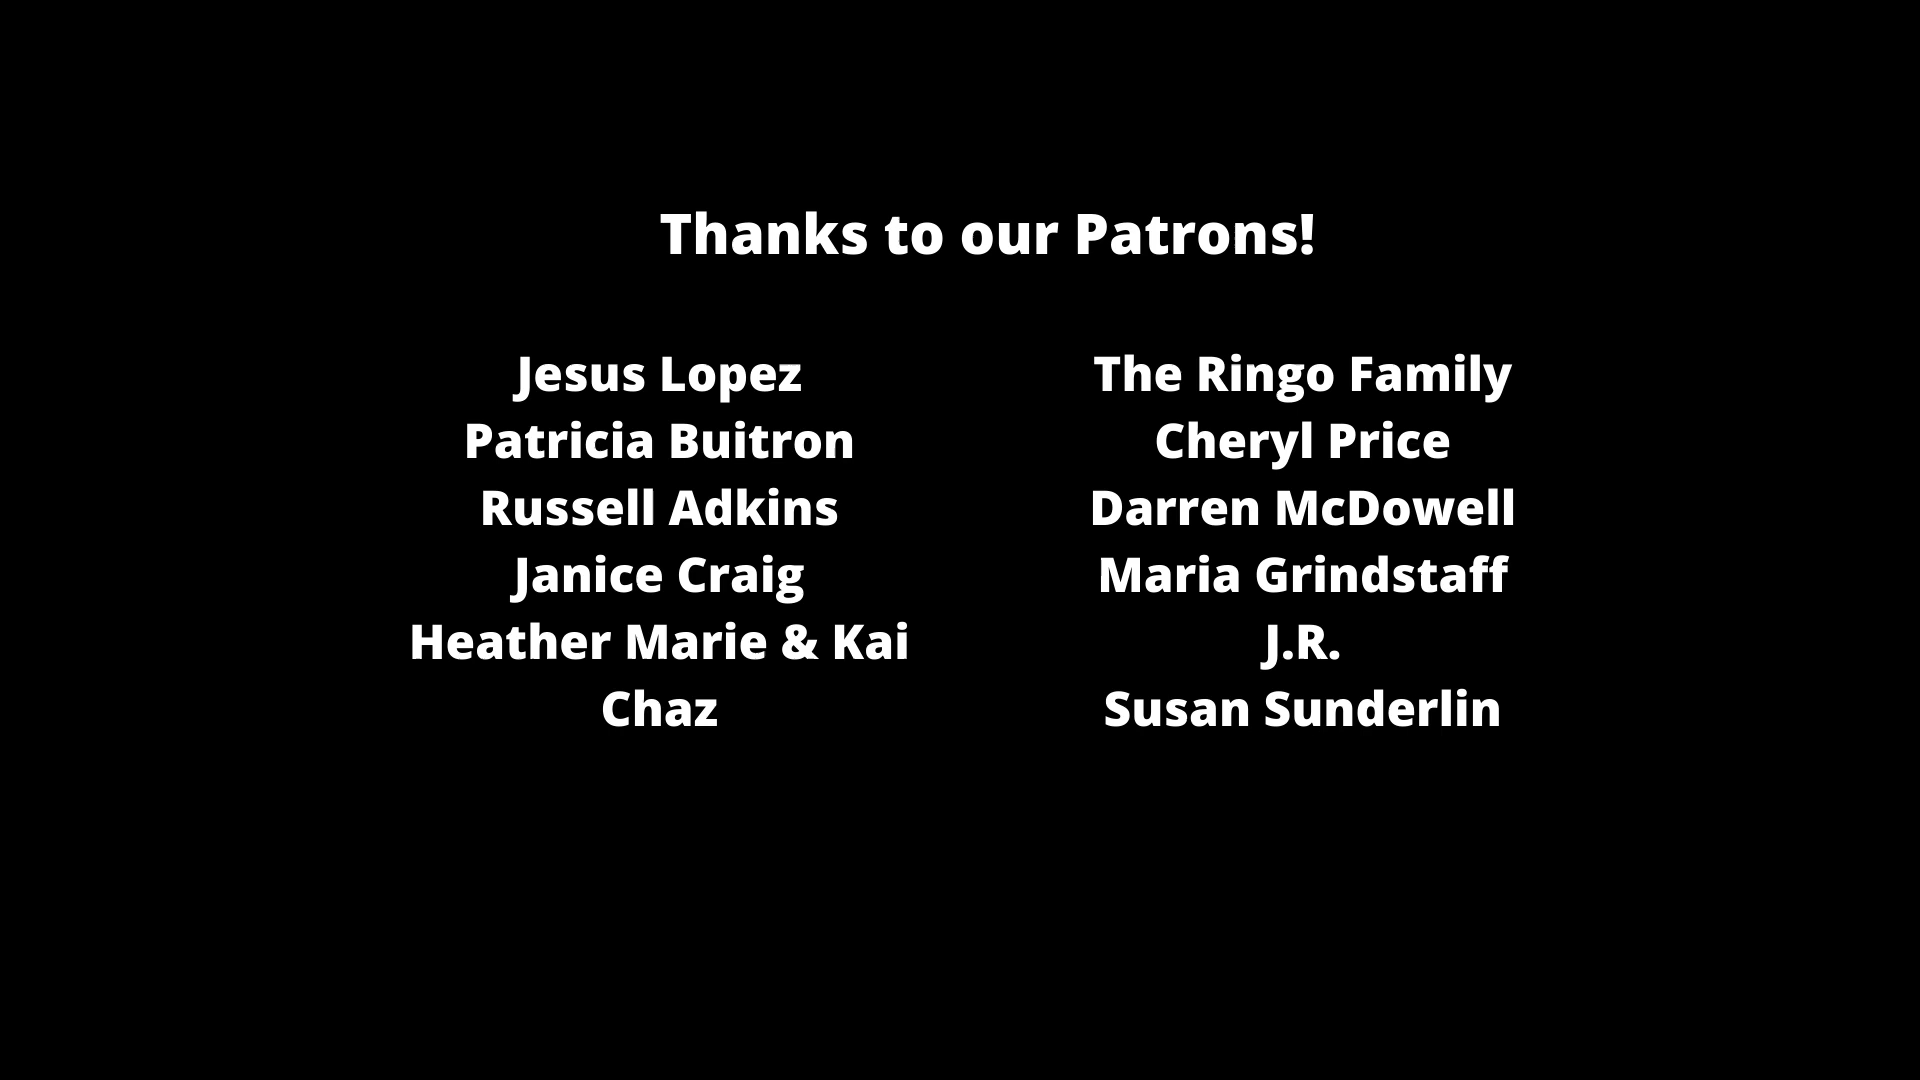 Thanks to our Patrons!
Jesus Lopez
Patricia Buitron
Russell Adkins
Janice Craig
Heather Marie & Kai
Chaz
The Ringo Family
Cheryl Price
Darren McDowell
Maria Grindstaff
J.R.
Susan Sunderlin